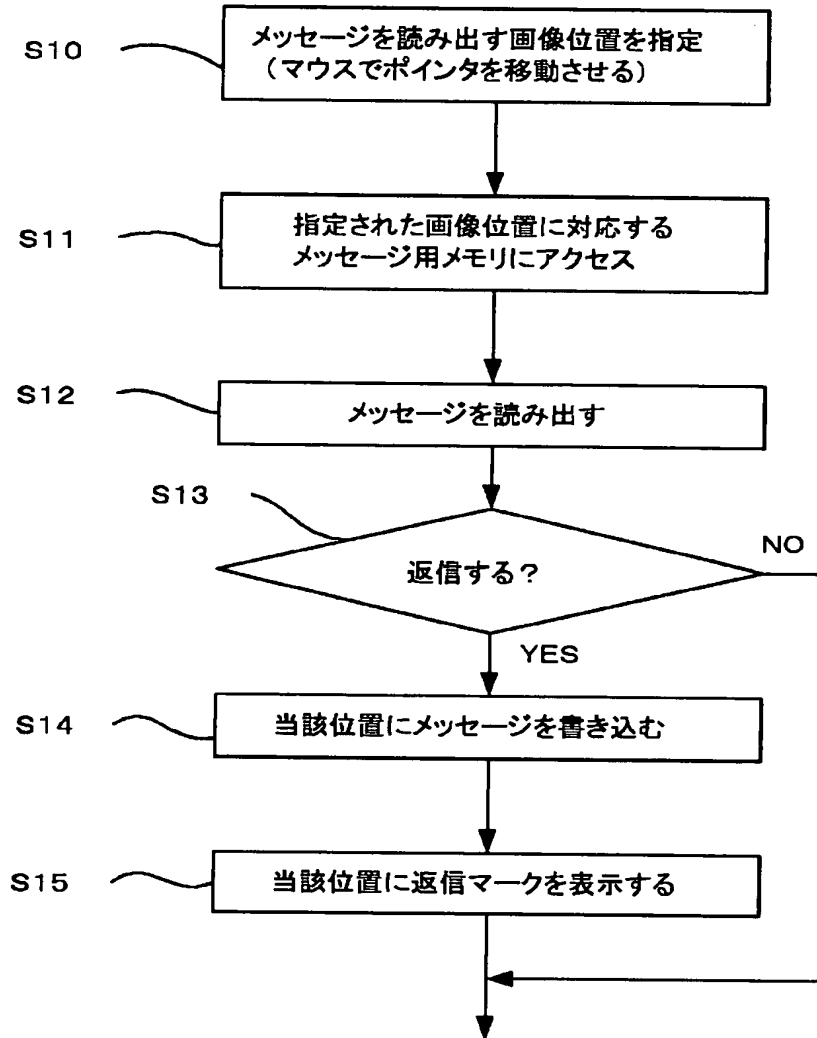 S10
メッセージを読み出す画像位置を指定
（マウスでポインタを移動させる）
S11
指定された画像位置に対応する
メッセージ用メモリにアクセス
S12
メッセージを読み出す
S13
返信する？
NO
YES
S14
当該位置にメッセージを書き込む
S15
当該位置に返信マークを表示する